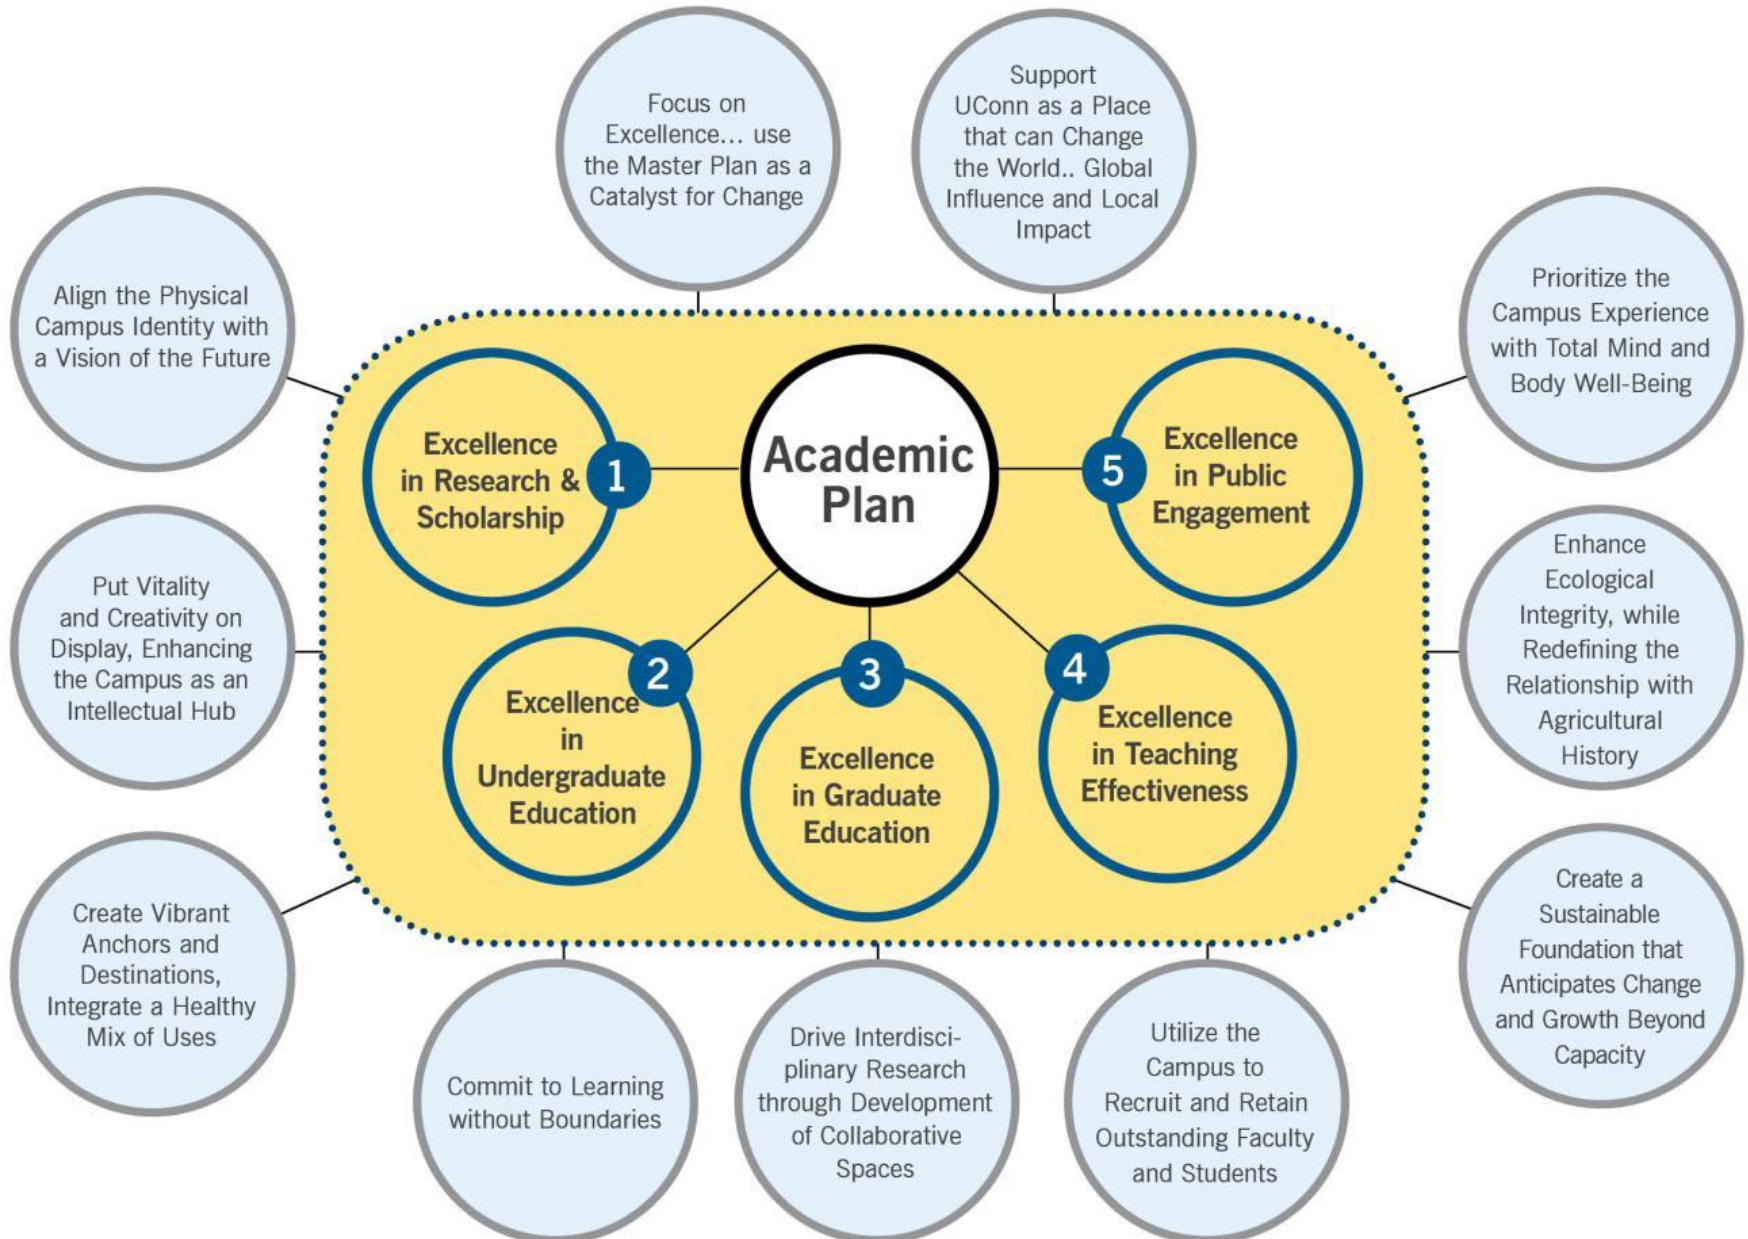 Focus on
Excellence... use
the Master Plan as a
Catalyst for Change
Support
UConn as a Place
that can Change
the World.. Global
Influence and Local
Impact
Align the Physical
Campus Identity with
a Vision of the Future
Prioritize the
Campus Experience
with Total Mind and
Body Well-Being
Excellence
in Research &
Scholarship
1
Academic
Plan
5
Excellence
in Public
Engagement
Put Vitality
and Creativity on
Display, Enhancing
the Campus as an
Intellectual Hub
2
Excellence
in
Undergraduate
Education
3
Excellence
in Graduate
Education
4
Excellence
in Teaching
Effectiveness
Enhance
Ecological
Integrity, while
Redefining the
Relationship with
Agricultural
History
Create Vibrant
Anchors and
Destinations,
Integrate a Healthy
Mix of Uses
Commit to Learning
without Boundaries
Drive Interdisci-
plinary Research
through Development
of Collaborative
Spaces
Utilize the
Campus to
Recruit and Retain
Outstanding Faculty
and Students
Create a
Sustainable
Foundation that
Anticipates Change
and Growth Beyond
Capacity